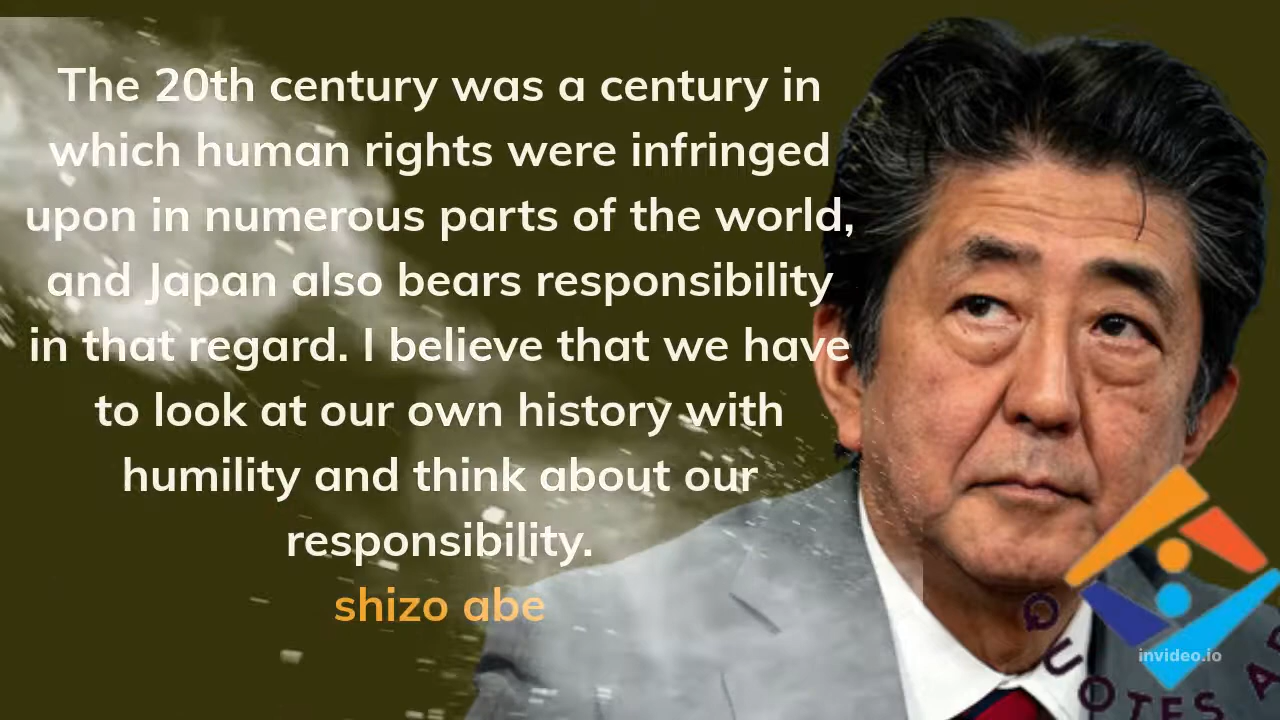 The 20th century was a century in
which human rights were infringed
upon in numerous parts of the world,
and Japan also bears responsibility
in that regard. I believe that we have
to look at our own history with
humility and think about our
responsibility.
shizo abe
invideo.io
QUOTES